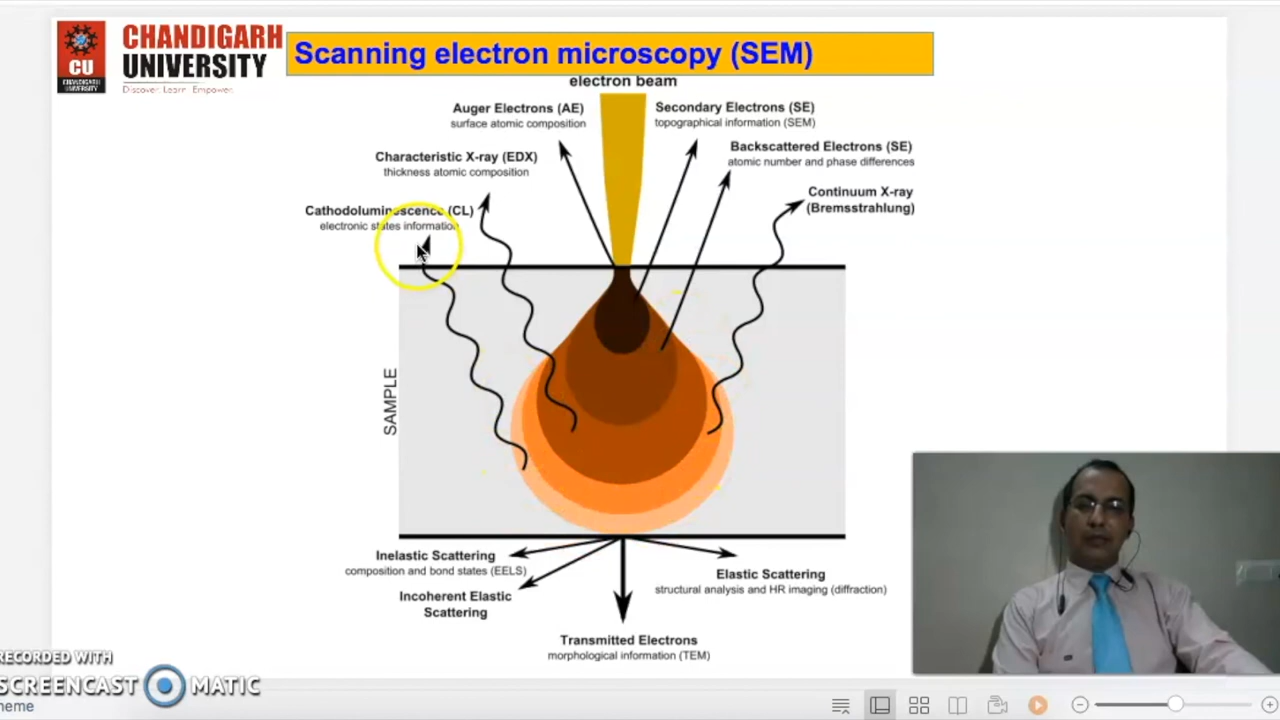 CHANDIGARH
UNIVERSITY
Discover. Learn. Empower.
CU
CHANDIGARH
UNIVERSITY
Scanning electron microscopy (SEM)
electron beam
Auger Electrons (AE)
surface atomic composition
Secondary Electrons (SE)
topographical information (SEM)
Characteristic X-ray (EDX)
thickness atomic composition
Backscattered Electrons (SE)
atomic number and phase differences
Cathodoluminescence (CL)
electronic states information
Continuum X-ray
(Bremsstrahlung)
SAMPLE
Inelastic Scattering
composition and bond states (EELS)
Incoherent Elastic
Scattering
Elastic Scattering
structural analysis and HR imaging (diffraction)
Transmitted Electrons
morphological information (TEM)
RECORDED WITH
SCREENCAST MATIC
heme